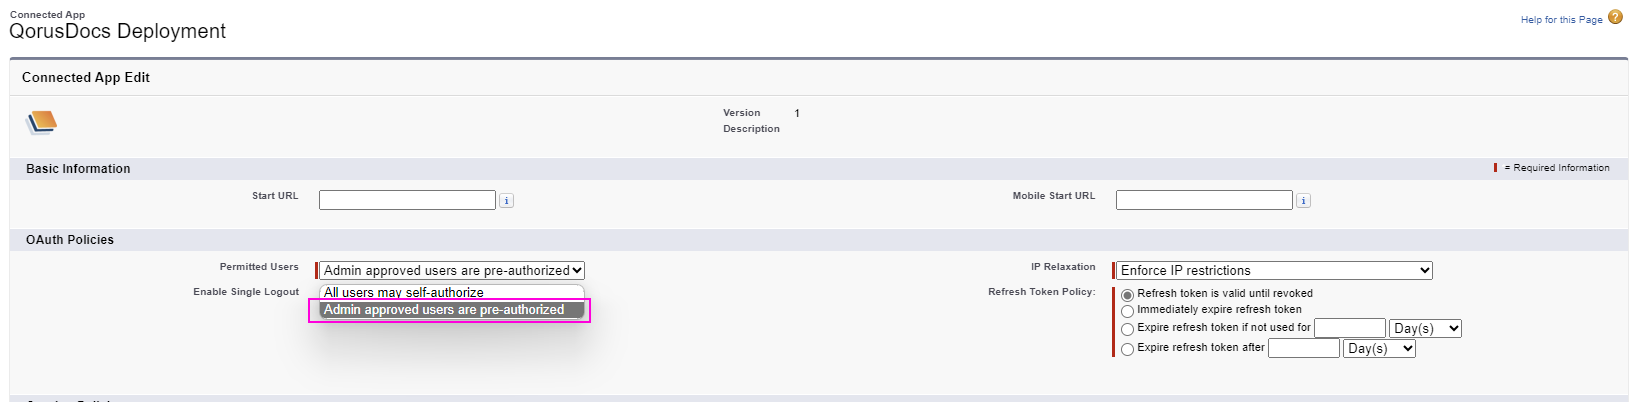 Connected App
QorusDocs Deployment
Help for this Page ?
Connected App Edit
Version 1
Description
Basic Information
= Required Information
Start URL
i
Mobile Start URL
i
OAuth Policies
Permitted Users
Admin approved users are pre-authorized
IP Relaxation
Enforce IP restrictions
Enable Single Logout
All users may self-authorize
Admin approved users are pre-authorized
Refresh Token Policy:
Refresh token is valid until revoked
Immediately expire refresh token
Expire refresh token if not used for
Day(s)
Expire refresh token after
Day(s)